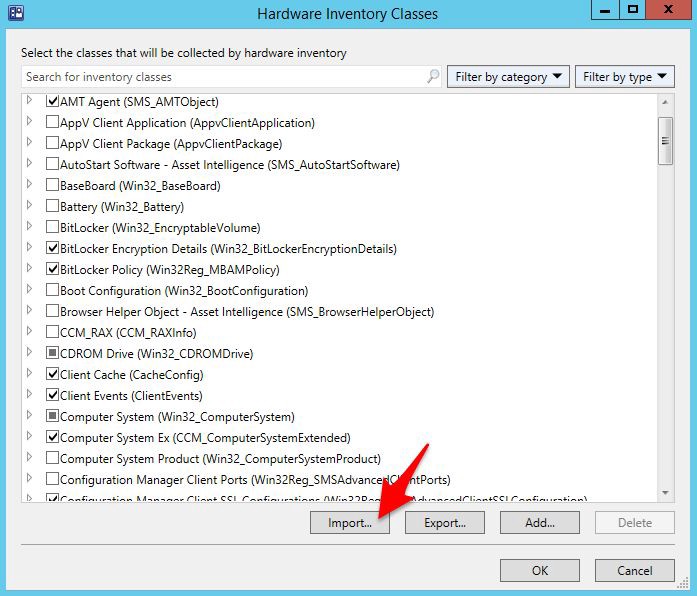 Hardware Inventory Classes
Select the classes that will be collected by hardware inventory
Search for inventory classes
Filter by category
Filter by type
AMT Agent (SMS_AMTObject)
AppV Client Application (AppvClientApplication)
AppV Client Package (AppvClientPackage)
AutoStart Software - Asset Intelligence (SMS_AutoStartSoftware)
BaseBoard (Win32_BaseBoard)
Battery (Win32_Battery)
BitLocker (Win32_EncryptableVolume)
BitLocker Encryption Details (Win32_BitLockerEncryptionDetails)
BitLocker Policy (Win32Reg_MBAMPolicy)
Boot Configuration (Win32_BootConfiguration)
Browser Helper Object - Asset Intelligence (SMS_BrowserHelperObject)
CCM_RAX (CCM_RAXInfo)
CDROM Drive (Win32_CDROMDrive)
Client Cache (CacheConfig)
Client Events (ClientEvents)
Computer System (Win32_ComputerSystem)
Computer System Ex (CCM_ComputerSystemExtended)
Computer System Product (Win32_ComputerSystemProduct)
Configuration Manager Client Ports (Win32Reg_SMSAdvancedClientPorts)
Configuration Manager Client SSL Configurations
Import...
Export...
Add...
Delete
OK
Cancel